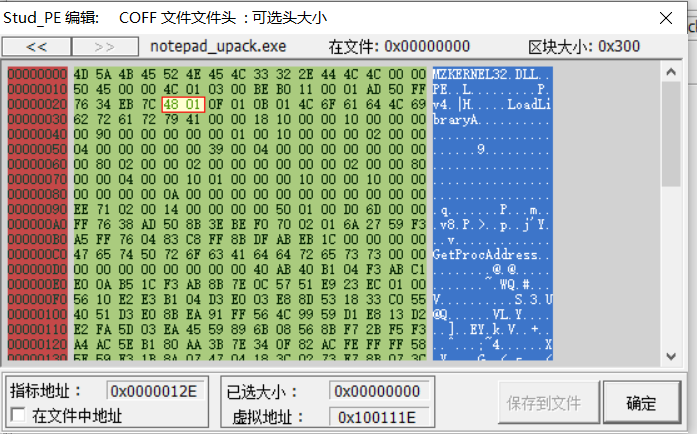 Stud_PE 编辑: COFF 文件文件头 : 可选头大小
<< >> notepad_upack.exe 在文件: 0x00000000 区块大小: 0x300
00000000 4D 5A 4B 45 52 4E 45 4C 33 32 2E 44 4C 4C 00 00 MZKERNEL32.DLL..
00000010 50 45 00 00 4C 01 03 00 BE B0 11 00 01 AD 50 FF PE..L.........P.
00000020 76 34 EB 7C 48 01 0F 01 0B 01 4C 6F 61 64 4C 69 v4.|H.....LoadLi
00000030 62 72 61 72 79 41 00 00 18 10 00 00 10 00 00 00 braryA..........
00000040 00 90 00 00 00 00 00 01 00 10 00 00 00 02 00 00 ................
00000050 04 00 00 00 00 00 39 00 04 00 00 00 00 00 00 00 ......9.........
00000060 00 80 02 00 00 02 00 00 00 00 00 00 02 00 00 80 ................
00000070 00 00 04 00 00 10 01 00 00 00 10 00 00 10 00 00 ................
00000080 00 00 00 00 0A 00 00 00 00 00 00 00 00 00 00 00 ................
00000090 EE 71 02 00 14 00 00 00 00 50 01 00 D0 6D 00 00 .q.......P...m..
000000A0 FF 76 38 AD 50 8B 3E BE F0 70 02 01 6A 27 59 F3 .v8.P.>..p..j'Y.
000000B0 A5 FF 76 04 83 C8 FF 8B DF AB EB 1C 00 00 00 00 ..v.............
000000C0 47 65 74 50 72 6F 63 41 64 64 72 65 73 73 00 00 GetProcAddress..
000000D0 00 00 00 00 00 00 00 00 40 AB 40 B1 04 F3 AB C1 ........@.@.....
000000E0 E0 0A B5 1C F3 AB 8B 7E 0C 57 51 E9 23 EC 01 00 .......~.WQ.#...
000000F0 56 10 E2 E3 B1 04 D3 E0 03 E8 8D 53 18 33 C0 55 V..........S.3.U
00000100 40 51 D3 E0 8B EA 91 FF 56 4C 99 59 D1 E8 13 D2 @Q......VL.Y....
00000110 E2 FA 5D 03 EA 45 59 89 6B 08 56 8B F7 2B F5 F3 ..]..EY.k.V..+..
00000120 A4 AC 5E B1 80 AA 3B 7E 34 0F 82 AC FE FF FF 58 ..^...;~4......X
00000130 5F 59 E3 1B 8A 07 47 04 18 3C 02 73 F7 8B 07 3C
指标地址: 0x0000012E 已选大小: 0x00000000 保存到文件 确定
在文件中地址 虚拟地址: 0x100111E